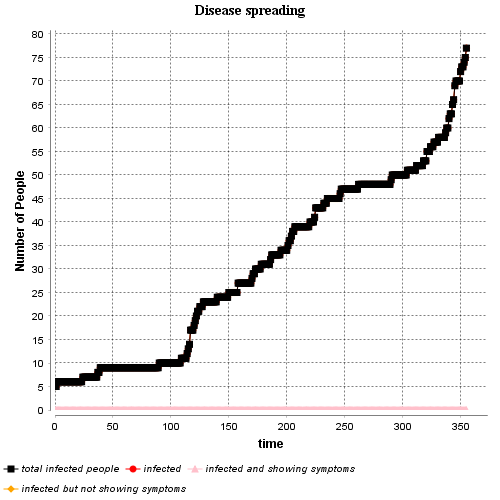 Disease spreading
80
75
70
65
60
55
50
45
40
35
30
25
20
15
10
5
0
Number of People
0 50 100 150 200 250 300 350
time
total infected people infected infected and showing symptoms
infected but not showing symptoms